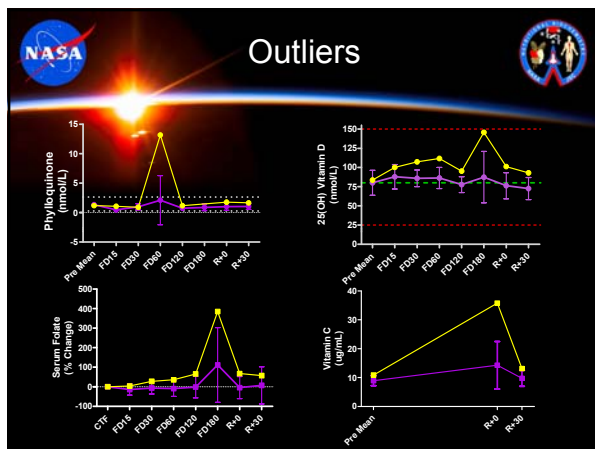 NASA
Outliers
Phylloquinone
(nmol/L)
15
10
5
0
-5
Pre Mean
FD15
FD30
FD60
FD120
FD180
R+0
R+30
25(OH) Vitamin D
(nmol/L)
150
125
100
75
50
25
0
Pre Mean
FD15
FD30
FD60
FD120
FD180
R+0
R+30
Serum Folate
(% Change)
500
400
300
200
100
0
-100
CTF
FD15
FD30
FD60
FD120
FD180
R+0
R+30
Vitamin C
(ug/mL)
40
30
20
10
0
Pre Mean
R+0
R+30